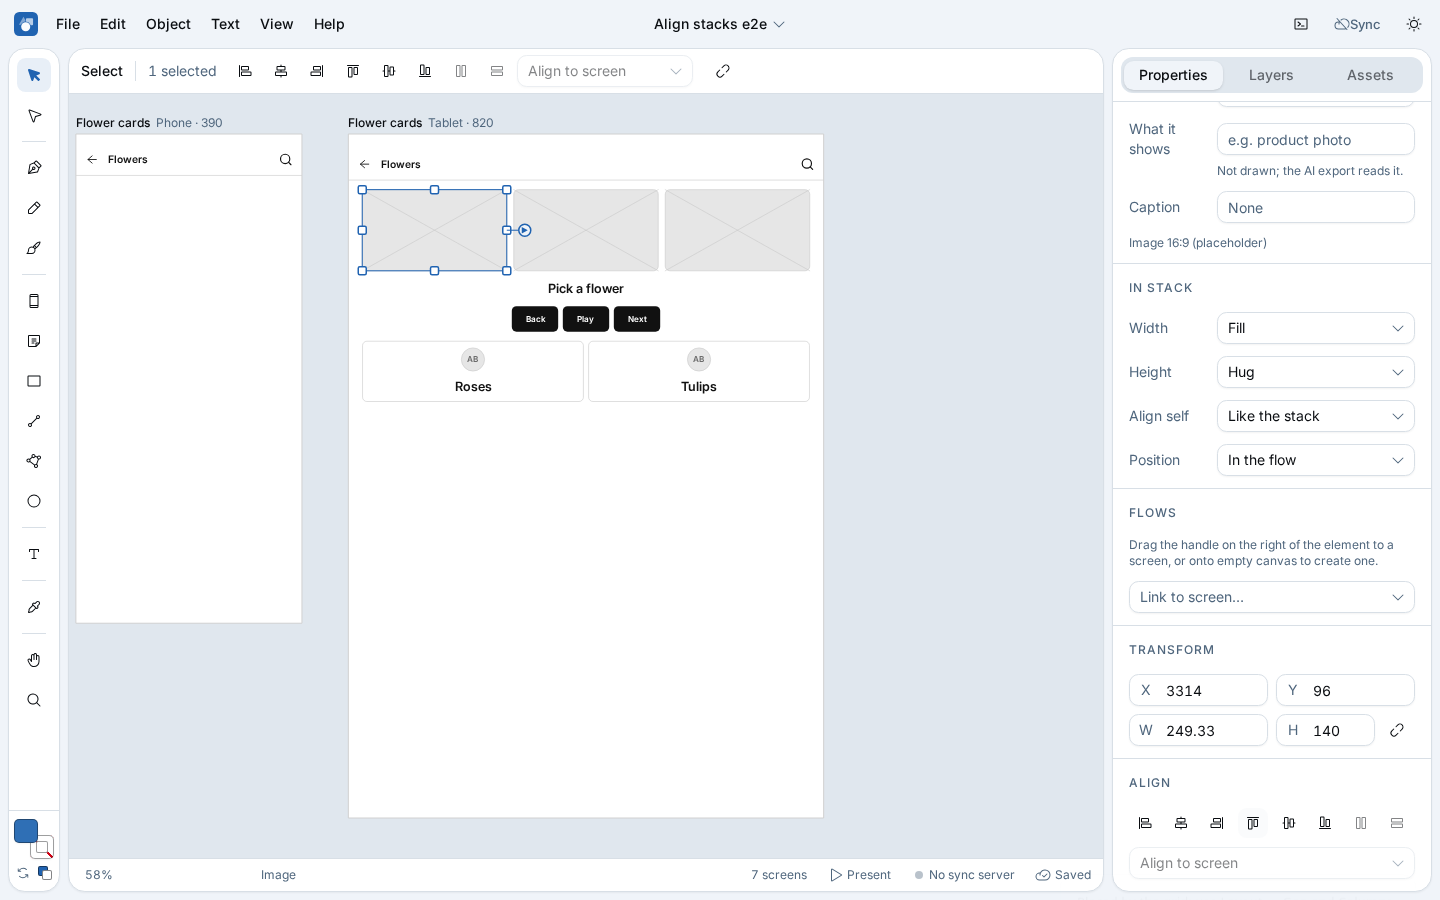 File Edit Object Text View Help
Align stacks e2e
Sync
Select
1 selected
Align to screen
Properties Layers Assets
Flower cards Phone · 390
Flowers
Flower cards Tablet · 820
Flowers
Pick a flower
Back Play Next
AB
Roses
AB
Tulips
What it shows
e.g. product photo
Not drawn; the AI export reads it.
Caption
None
Image 16:9 (placeholder)
IN STACK
Width
Fill
Height
Hug
Align self
Like the stack
Position
In the flow
FLOWS
Drag the handle on the right of the element to a
screen, or onto empty canvas to create one.
Link to screen...
TRANSFORM
X 3314
Y 96
W 249.33
H 140
ALIGN
Align to screen
T
58%
Image
7 screens
Present
No sync server
Saved